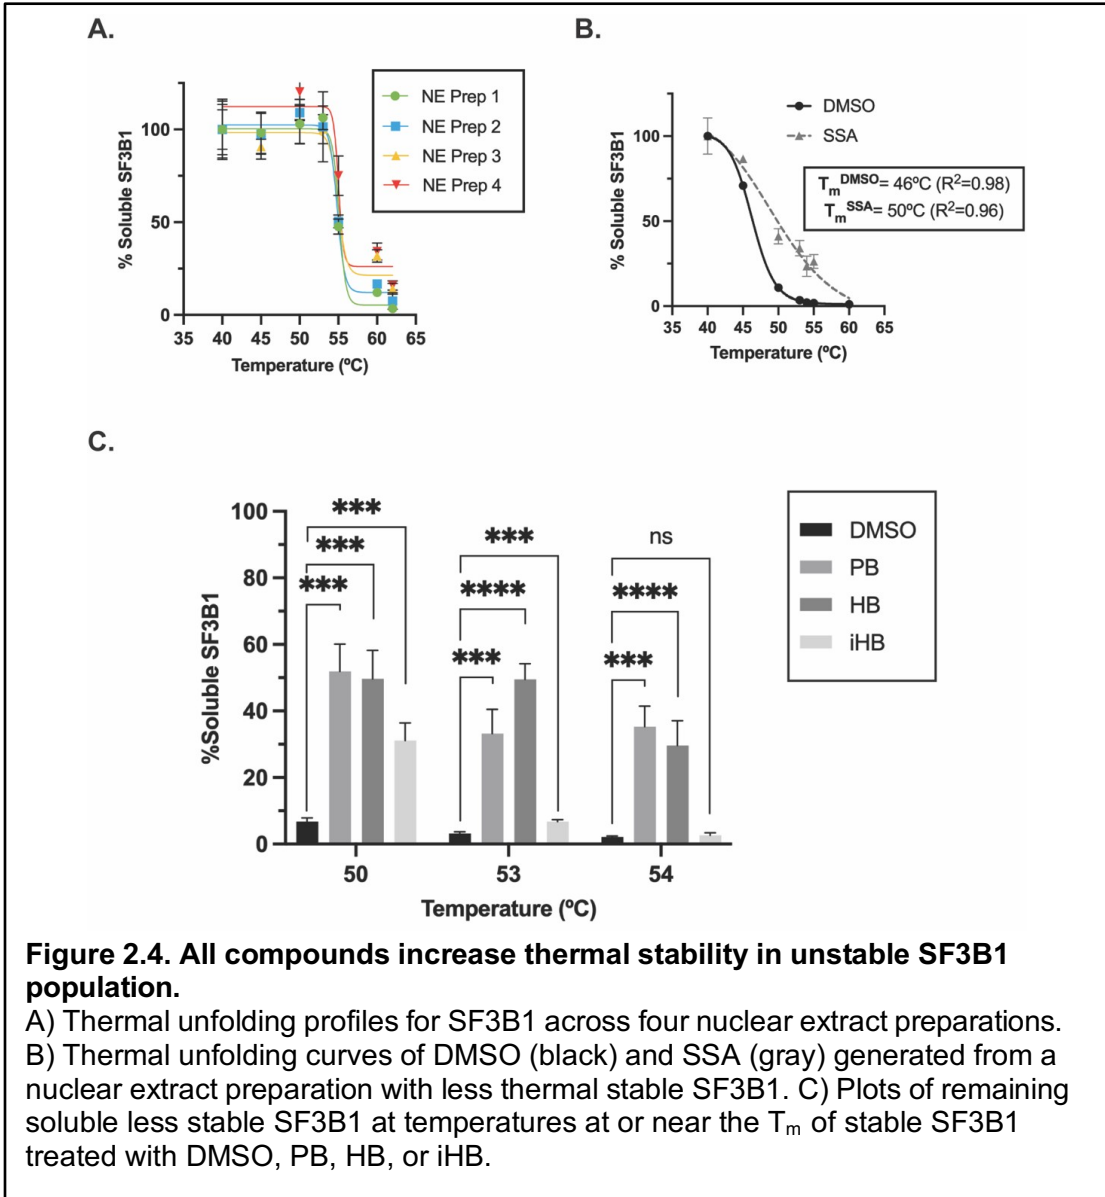 A.
% Soluble SF3B1
100
50
0
35 40 45 50 55 60 65
Temperature (ºC)
NE Prep 1
NE Prep 2
NE Prep 3
NE Prep 4
B.
% Soluble SF3B1
100
50
0
35 40 45 50 55 60 65
Temperature (ºC)
DMSO
SSA
TmDMSO= 46ºC (R2=0.98)
TmSSA= 50ºC (R2=0.96)
C.
%Soluble SF3B1
100
80
60
40
20
0
***
***
***
***
****
***
ns
****
***
50 53 54
Temperature (ºC)
DMSO
PB
HB
iHB
Figure 2.4. All compounds increase thermal stability in unstable SF3B1
population.
A) Thermal unfolding profiles for SF3B1 across four nuclear extract preparations.
B) Thermal unfolding curves of DMSO (black) and SSA (gray) generated from a
nuclear extract preparation with less thermal stable SF3B1. C) Plots of remaining
soluble less stable SF3B1 at temperatures at or near the Tm of stable SF3B1
treated with DMSO, PB, HB, or iHB.